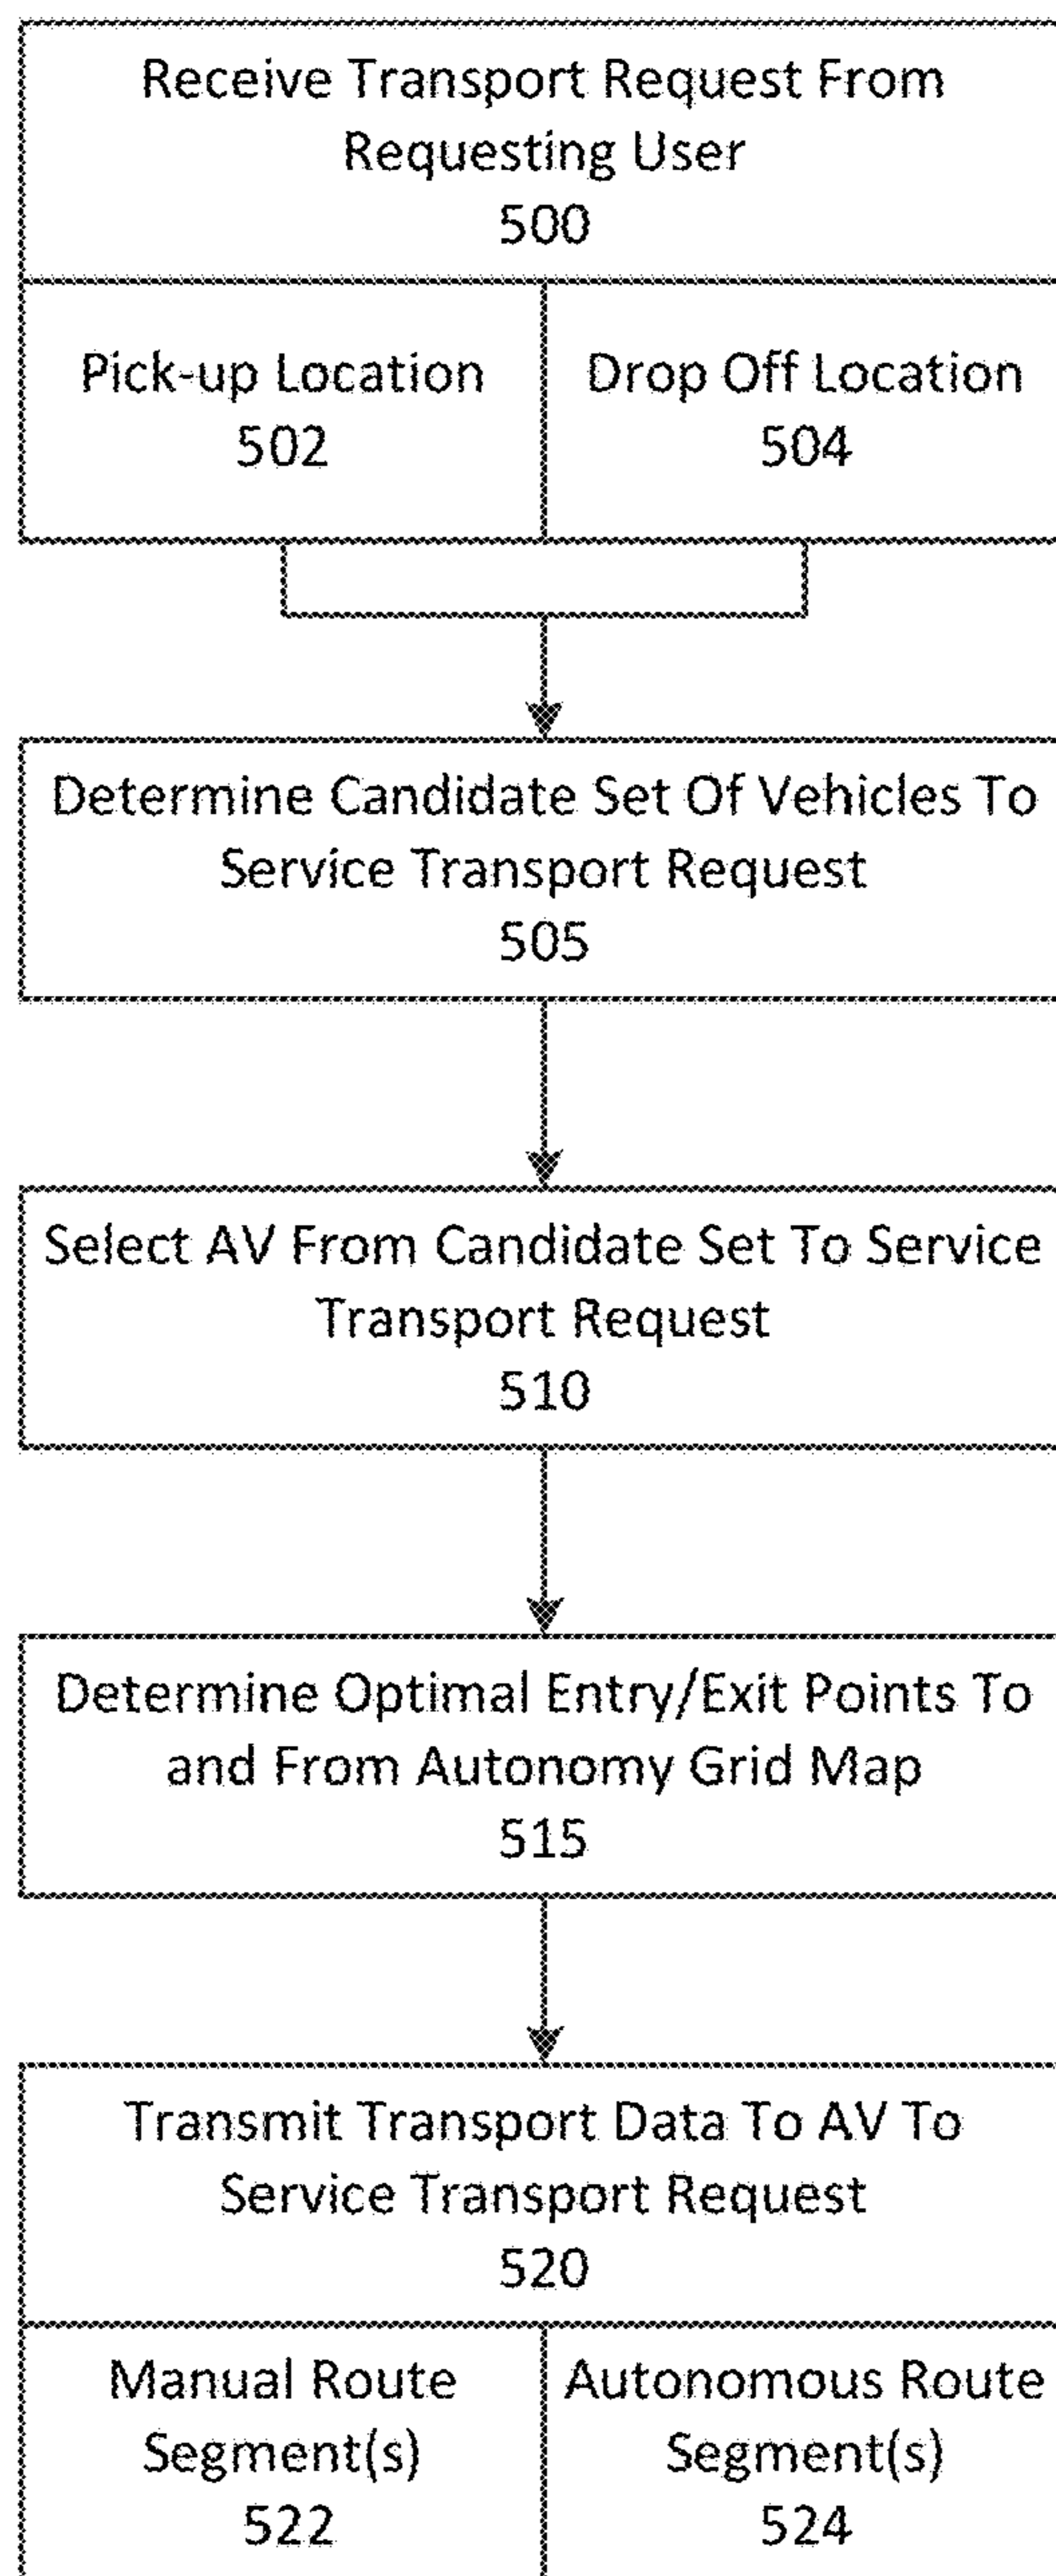 Receive Transport Request From
Requesting User
500
Pick-up Location
502
Drop Off Location
504
Determine Candidate Set Of Vehicles To
Service Transport Request
505
Select AV From Candidate Set To Service
Transport Request
510
Determine Optimal Entry/Exit Points To
and From Autonomy Grid Map
515
Transmit Transport Data To AV To
Service Transport Request
520
Manual Route
Segment(s)
522
Autonomous Route
Segment(s)
524